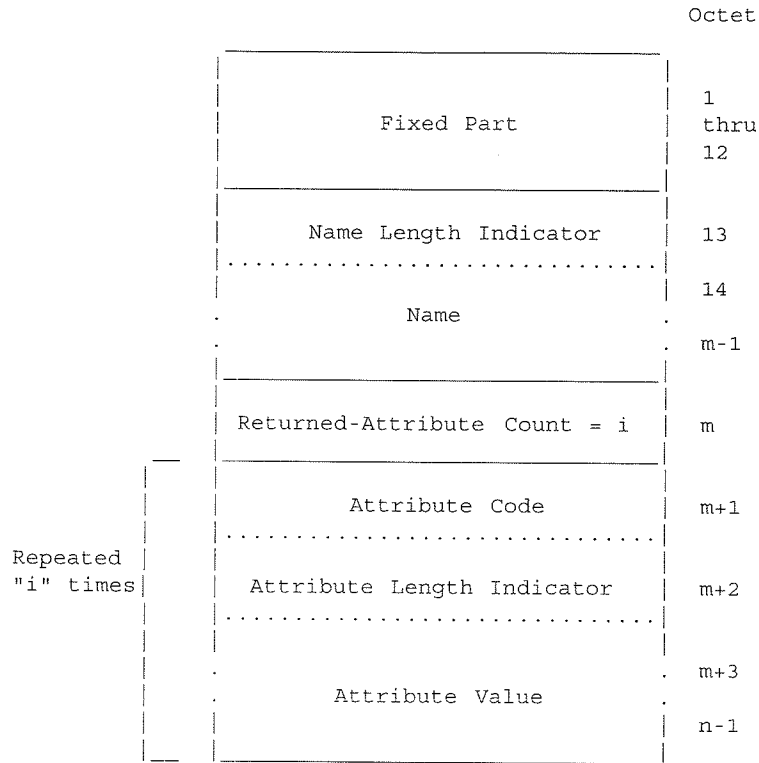 Octet
1
Fixed Part thru
12
Name Length Indicator 13
14
Name
m-1
Returned-Attribute Count = i m
Attribute Code m+1
Repeated
"i" times Attribute Length Indicator m+2
m+3
Attribute Value
n-1